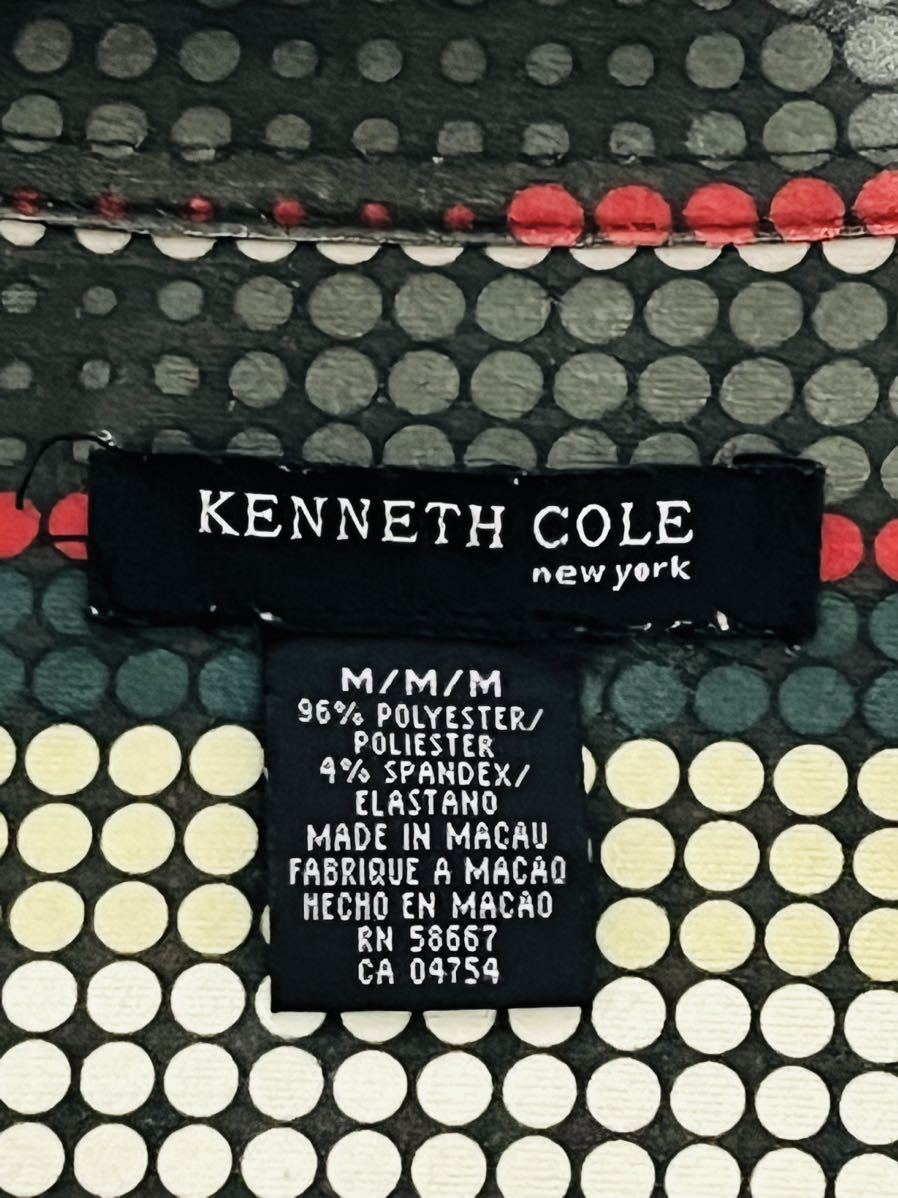 KENNETH COLE
new york
M/M/M
96% POLYESTER/
POLIESTER
4% SPANDEX/
ELASTANO
MADE IN MACAU
FABRIQUE A MACAO
HECHO EN MACAO
RN 58667
CA 04754